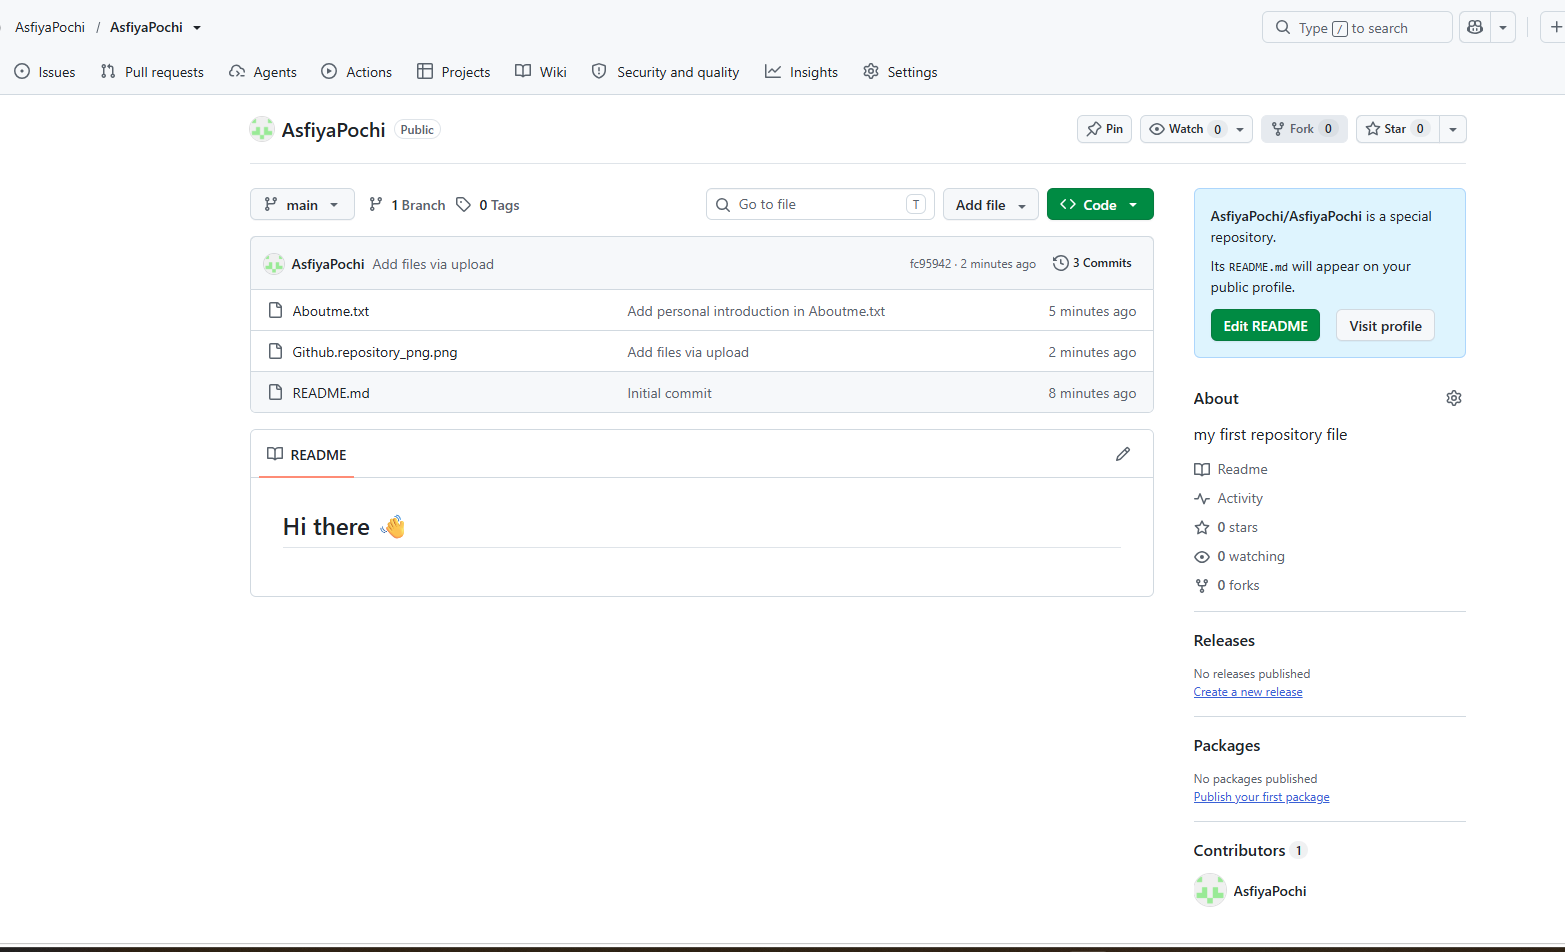 AsfiyaPochi / AsfiyaPochi
Type / to search
Issues Pull requests Agents Actions Projects Wiki Security and quality Insights Settings
AsfiyaPochi Public
Pin Watch 0 Fork 0 Star 0
main 1 Branch 0 Tags
Go to file T Add file Code
AsfiyaPochi Add files via upload fc95942 · 2 minutes ago 3 Commits
Aboutme.txt Add personal introduction in Aboutme.txt 5 minutes ago
Github.repository_png.png Add files via upload 2 minutes ago
README.md Initial commit 8 minutes ago
README
Hi there 👋
AsfiyaPochi/AsfiyaPochi is a special
repository.
Its README.md will appear on your
public profile.
Edit README Visit profile
About
my first repository file
Readme
Activity
0 stars
0 watching
0 forks
Releases
No releases published
Create a new release
Packages
No packages published
Publish your first package
Contributors 1
AsfiyaPochi